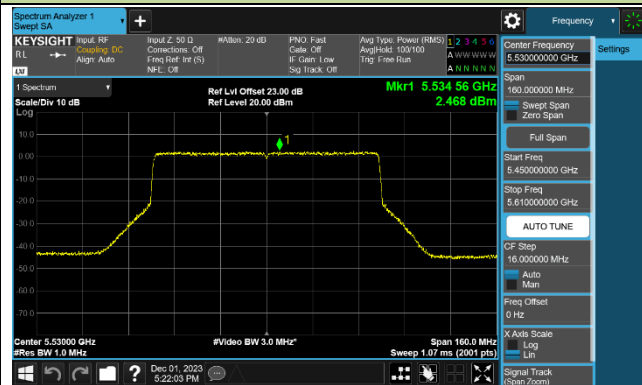 Spectrum Analyzer 1
Swept SA
+
Frequency
KEYSIGHT
RL
LXI
Input: RF
Coupling: DC
Align: Auto
Input Z: 50 Ω
Corrections: Off
Freq Ref: Int (S)
NFE: Off
#Atten: 20 dB
PNO: Fast
Gate: Off
IF Gain: Low
Sig Track: Off
Avg Type: Power (RMS)
Avg|Hold: 100/100
Trig: Free Run
1 2 3 4 5 6
A W W W W W
A N N N N N
1 Spectrum
Scale/Div 10 dB
Log
Ref Lvl Offset 23.00 dB
Ref Level 20.00 dBm
Mkr1 5.534 56 GHz
2.468 dBm
1
10.0
0.00
-10.0
-20.0
-30.0
-40.0
-50.0
-60.0
-70.0
Center 5.53000 GHz
#Res BW 1.0 MHz
#Video BW 3.0 MHz*
Span 160.0 MHz
Sweep 1.07 ms (2001 pts)
?
Dec 01, 2023
5:22:03 PM
Center Frequency
5.530000000 GHz
Span
160.000000 MHz
Swept Span
Zero Span
Full Span
Start Freq
5.450000000 GHz
Stop Freq
5.610000000 GHz
AUTO TUNE
CF Step
16.000000 MHz
Auto
Man
Freq Offset
0 Hz
X Axis Scale
Log
Lin
Signal Track
(Span Zoom)
Settings